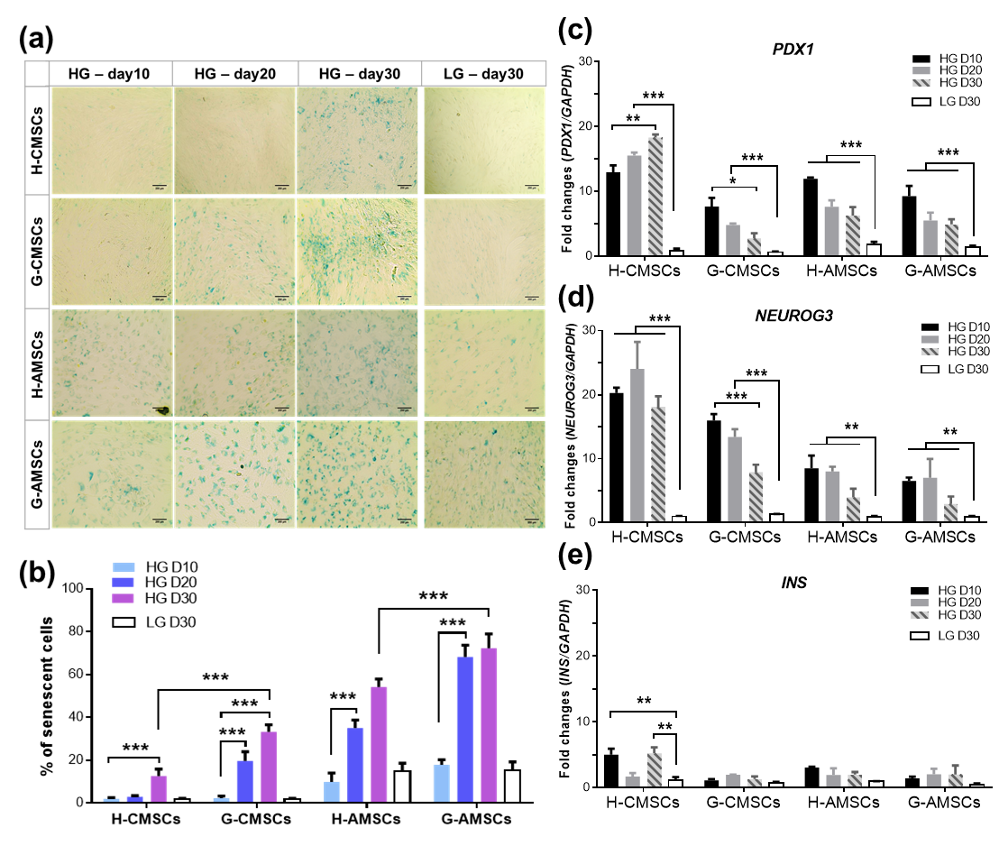 (a)
HG – day10 HG – day20 HG – day30 LG – day30
H-CMSCs
G-CMSCs
H-AMSCs
G-AMSCs
(b)
HG D10
HG D20
HG D30
LG D30
% of senescent cells
100
80
60
40
20
0
***
***
***
***
***
***
***
H-CMSCs G-CMSCs H-AMSCs G-AMSCs
(c)
PDX1
HG D10
HG D20
HG D30
LG D30
Fold changes (PDX1/GAPDH)
30
20
10
0
***
**
***
*
***
***
H-CMSCs G-CMSCs H-AMSCs G-AMSCs
(d)
NEUROG3
HG D10
HG D20
HG D30
LG D30
Fold changes (NEUROG3/GAPDH)
30
20
10
0
***
***
***
**
**
H-CMSCs G-CMSCs H-AMSCs G-AMSCs
(e)
INS
HG D10
HG D20
HG D30
LG D30
Fold changes (INS/GAPDH)
30
20
10
0
**
**
H-CMSCs G-CMSCs H-AMSCs G-AMSCs